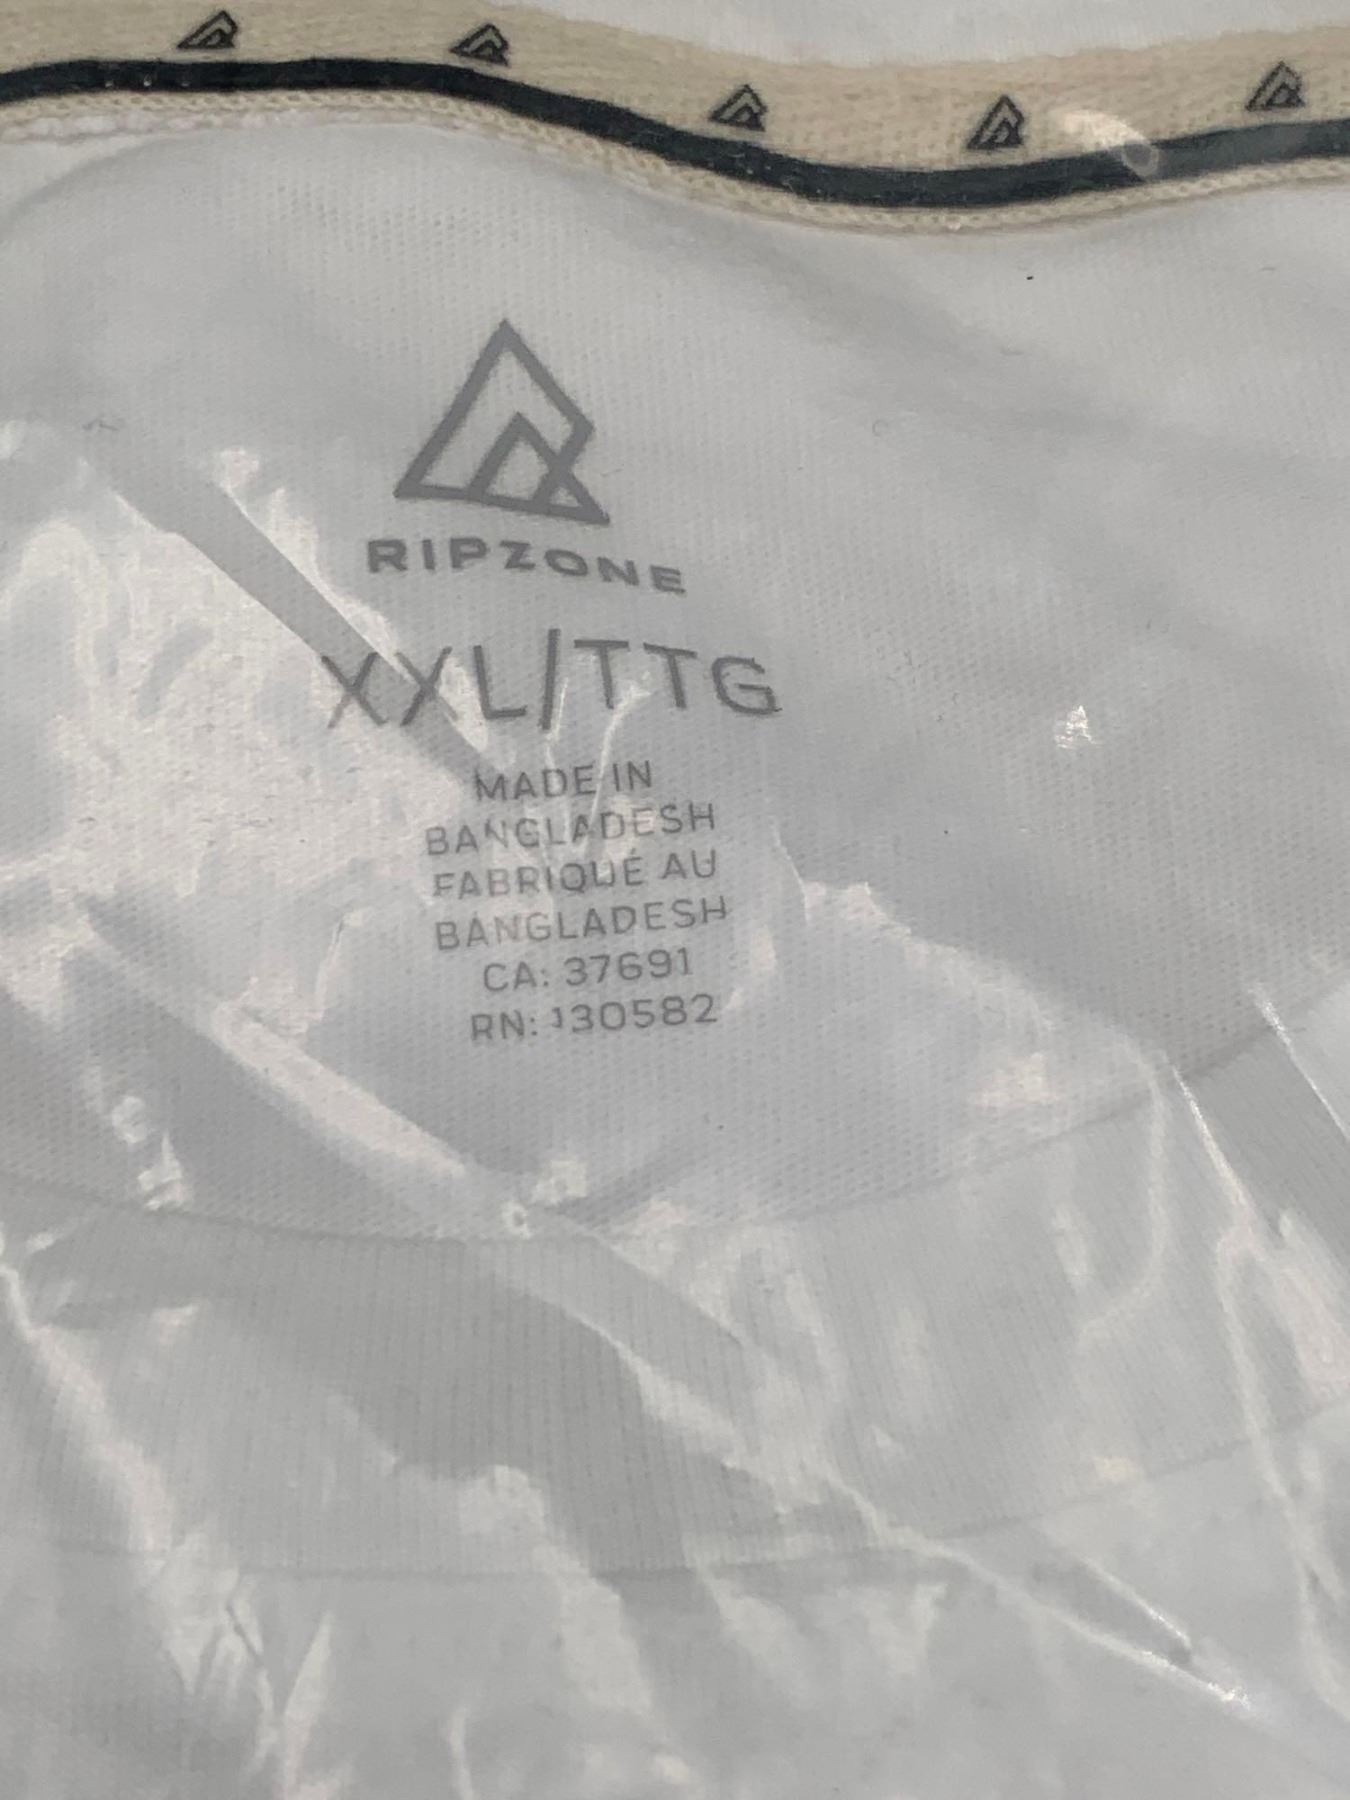 RIPZONE
XXL/TTG
MADE IN
BANGLADESH
FABRIQUÉ AU
BANGLADESH
CA: 37691
RN: 130582